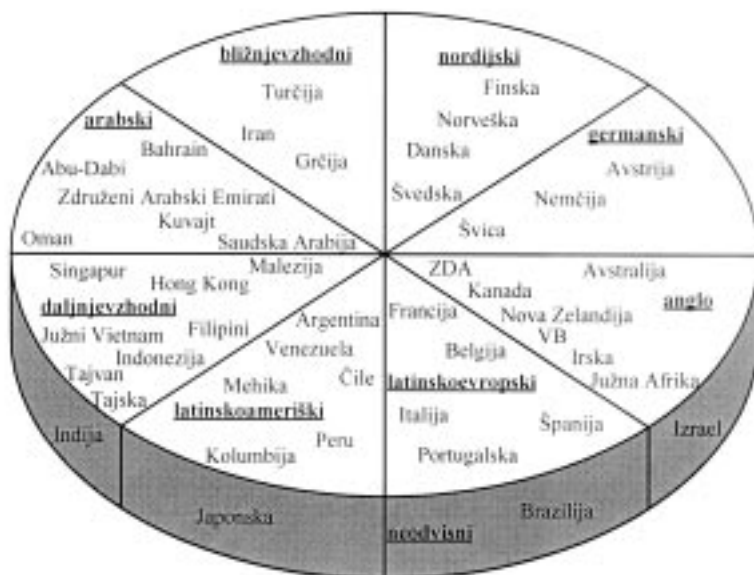 bližnjevzhodni
Turčija
Iran
Grčija
nordijski
Finska
Norveška
Danska
Švedska
germanski
Avstrija
Nemčija
Švica
arabski
Bahrain
Abu-Dabi
Združeni Arabski Emirati
Kuvajt
Oman
Saudska Arabija
Malezija
Singapur
Hong Kong
daljnjevzhodni
Južni Vietnam
Filipini
Indonezija
Tajvan
Tajska
ZDA
Avstralija
Kanada
anglo
Nova Zelandija
VB
Irska
Južna Afrika
Argentina
Venezuela
Mehika
Čile
latinskoameriški
Peru
Kolumbija
Francija
Belgija
latinskoevropski
Italija
Španija
Portugalska
Indija
Japonska
neodvisni
Brazilija
Izrael